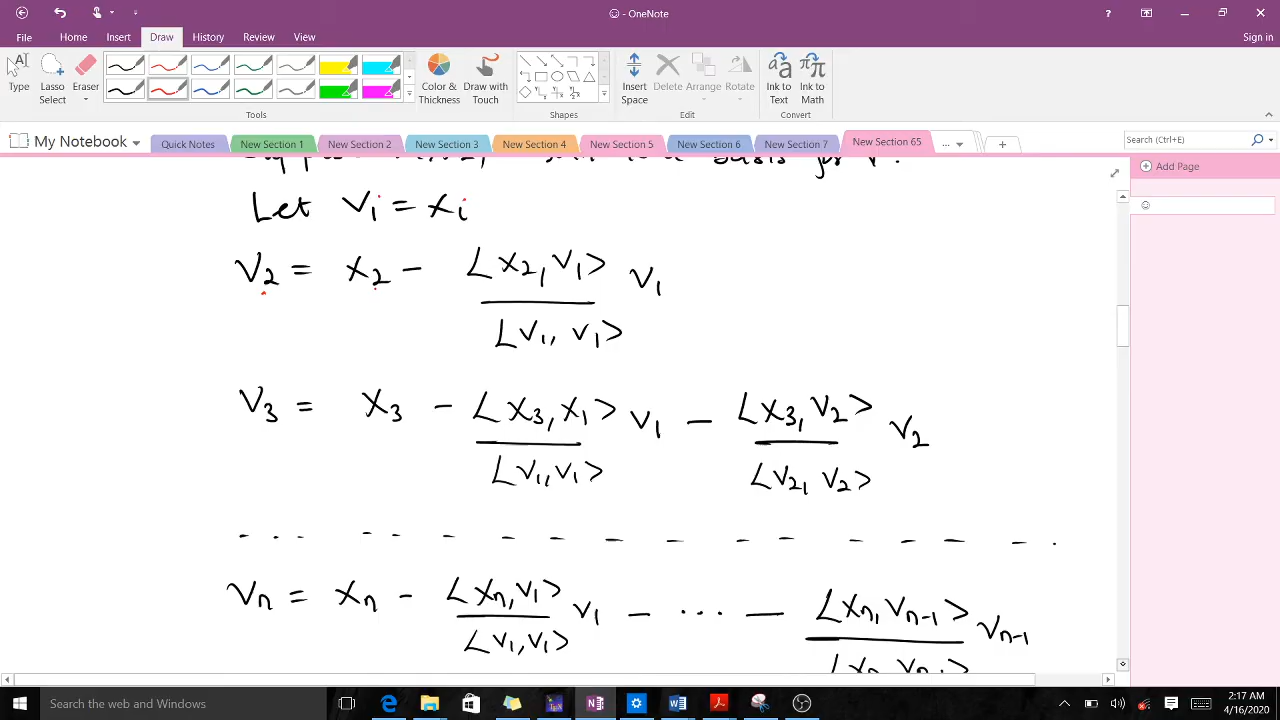 - OneNote
Sign in
File Home Insert Draw History Review View
Type Lasso Select Eraser Color & Thickness Draw with Touch Insert Space Delete Arrange Rotate Ink to Text Ink to Math
Tools Shapes Edit Convert
My Notebook Quick Notes New Section 1 New Section 2 New Section 3 New Section 4 New Section 5 New Section 6 New Section 7 New Section 65 ... Search (Ctrl+E)
Add Page
basis for V.
Let v₁ = x₁
v₂ = x₂ - <x₂, v₁> / <v₁, v₁> v₁
v₃ = x₃ - <x₃, x₁> / <v₁, v₁> v₁ - <x₃, v₂> / <v₂, v₂> v₂
- - - - - - - - - - - - - -
vₙ = xₙ - <xₙ, v₁> / <v₁, v₁> v₁ - ... - <xₙ, vₙ₋₁> / <xₙ, vₙ₋₁> vₙ₋₁
Search the web and Windows
2:17 AM
4/16/2020